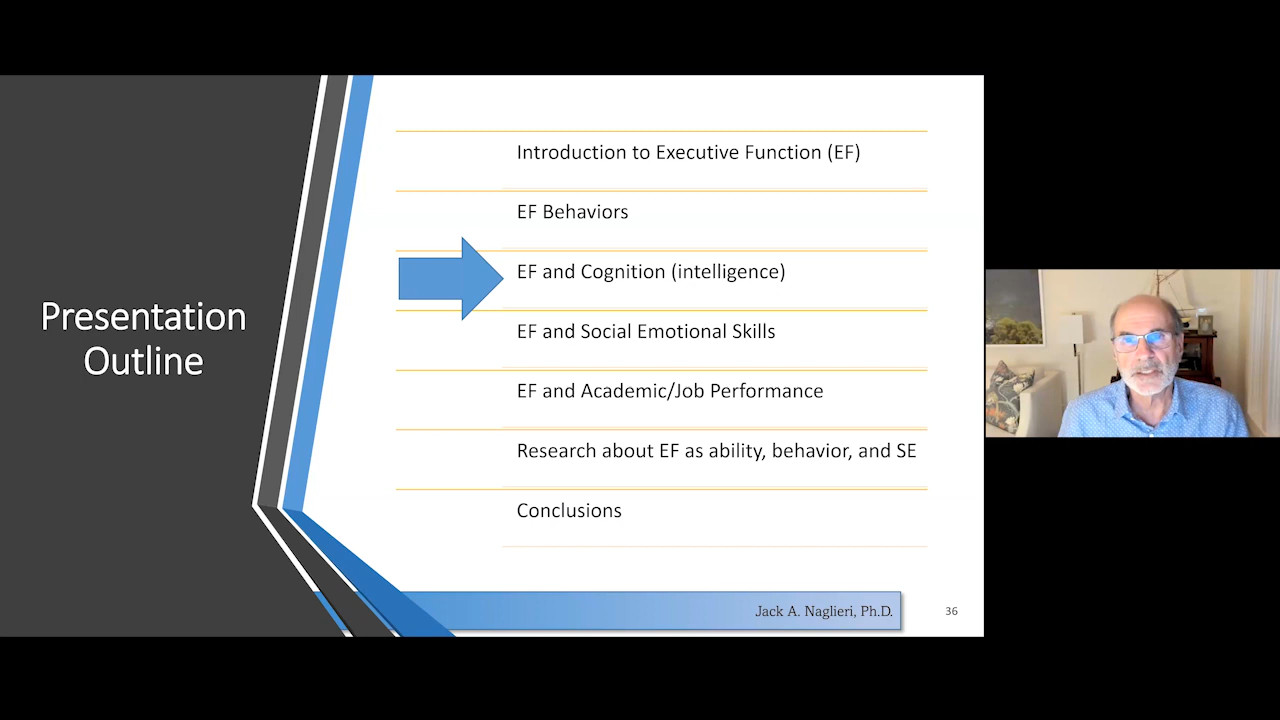 Presentation
Outline
Introduction to Executive Function (EF)
EF Behaviors
EF and Cognition (intelligence)
EF and Social Emotional Skills
EF and Academic/Job Performance
Research about EF as ability, behavior, and SE
Conclusions
Jack A. Naglieri, Ph.D.
36